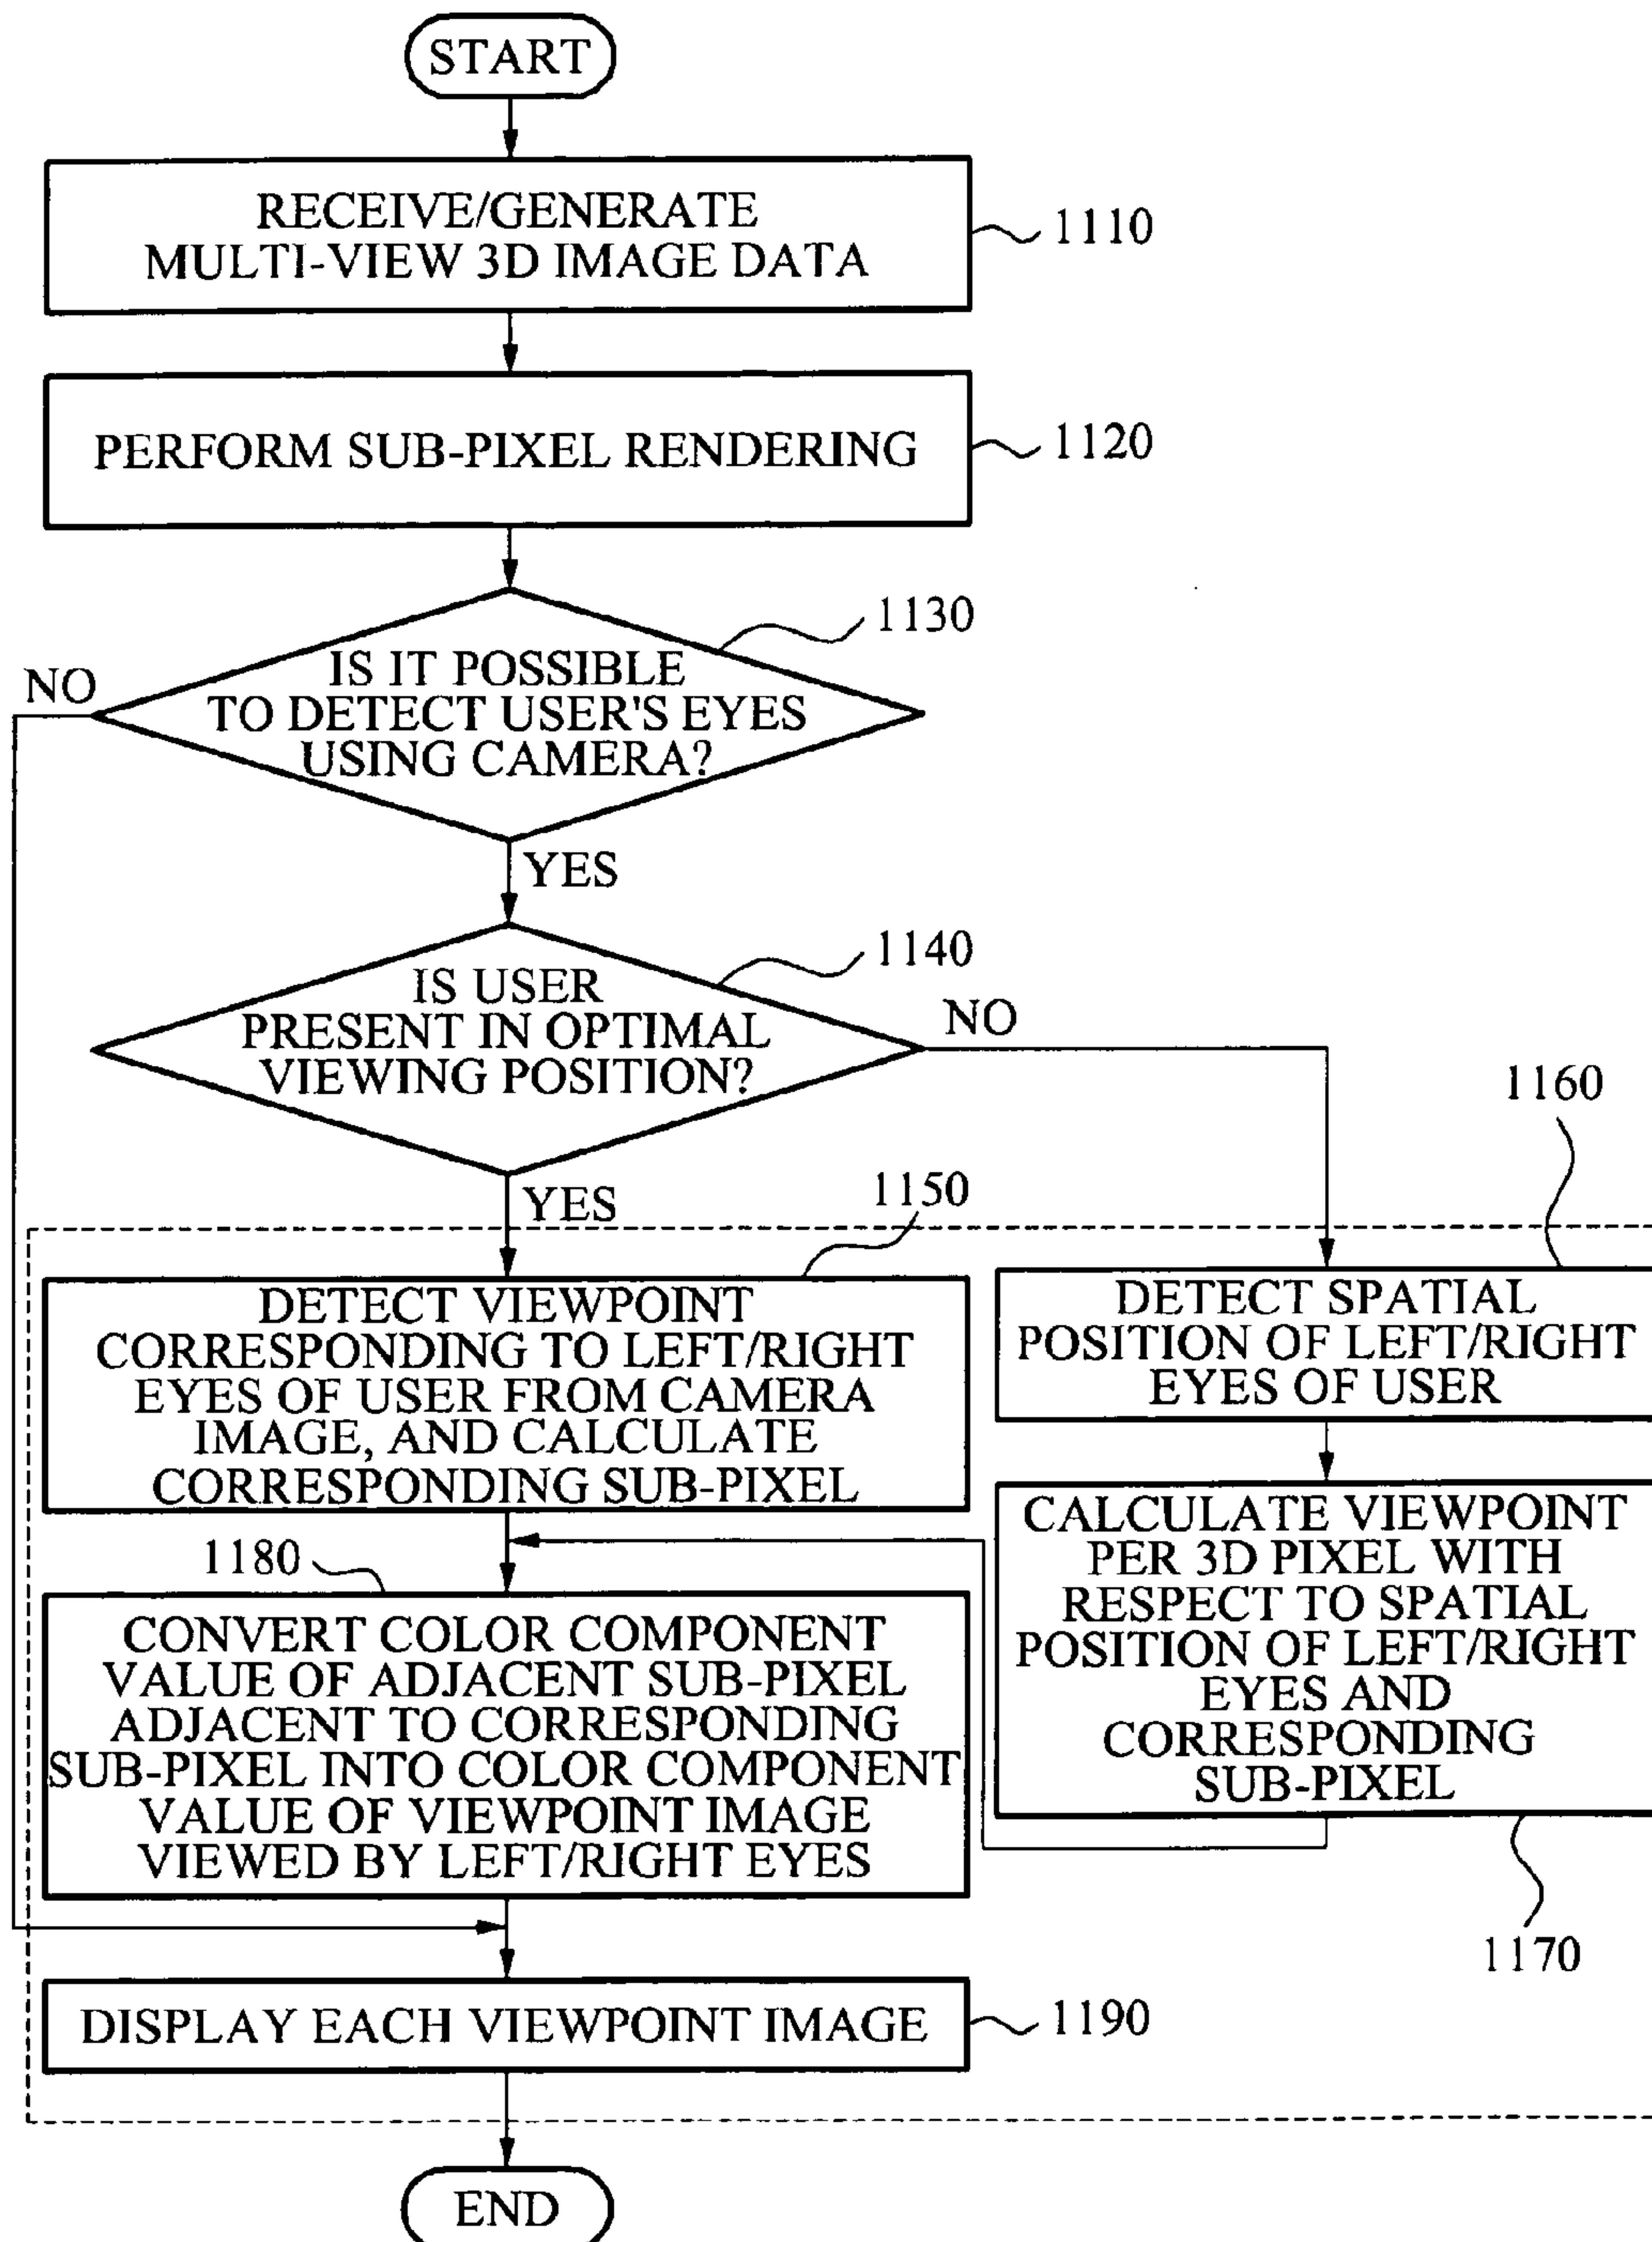 START
RECEIVE/GENERATE
MULTI-VIEW 3D IMAGE DATA
1110
PERFORM SUB-PIXEL RENDERING
1120
1130
IS IT POSSIBLE
TO DETECT USER'S EYES
USING CAMERA?
NO
YES
1140
IS USER
PRESENT IN OPTIMAL
VIEWING POSITION?
NO
YES
1150
DETECT VIEWPOINT
CORRESPONDING TO LEFT/RIGHT
EYES OF USER FROM CAMERA
IMAGE, AND CALCULATE
CORRESPONDING SUB-PIXEL
1160
DETECT SPATIAL
POSITION OF LEFT/RIGHT
EYES OF USER
CALCULATE VIEWPOINT
PER 3D PIXEL WITH
RESPECT TO SPATIAL
POSITION OF LEFT/RIGHT
EYES AND
CORRESPONDING
SUB-PIXEL
1170
1180
CONVERT COLOR COMPONENT
VALUE OF ADJACENT SUB-PIXEL
ADJACENT TO CORRESPONDING
SUB-PIXEL INTO COLOR COMPONENT
VALUE OF VIEWPOINT IMAGE
VIEWED BY LEFT/RIGHT EYES
DISPLAY EACH VIEWPOINT IMAGE
1190
END